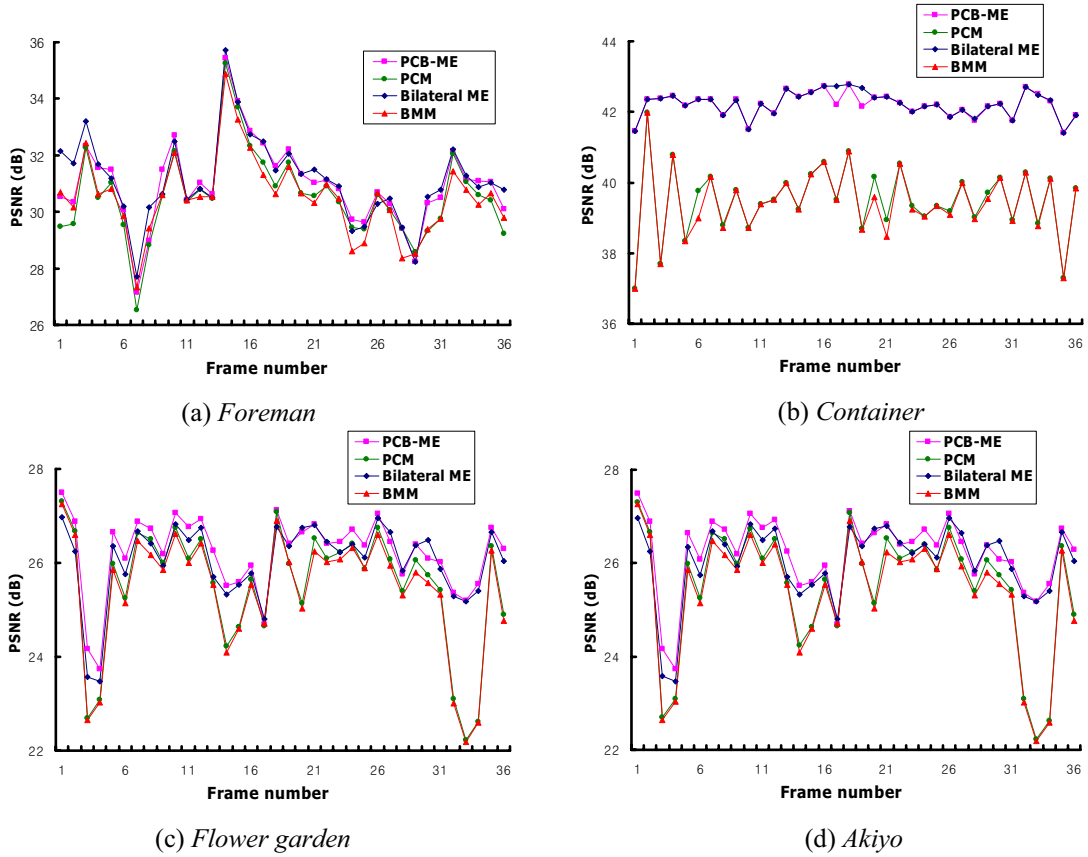 PCB-ME
PCM
Bilateral ME
BMM
PSNR (dB)
36
34
32
30
28
26
1 6 11 16 21 26 31 36
Frame number
(a) Foreman
PCB-ME
PCM
Bilateral ME
BMM
PSNR (dB)
44
42
40
38
36
1 6 11 16 21 26 31 36
Frame number
(b) Container
PCB-ME
PCM
Bilateral ME
BMM
PSNR (dB)
28
26
24
22
1 6 11 16 21 26 31 36
Frame number
(c) Flower garden
PCB-ME
PCM
Bilateral ME
BMM
PSNR (dB)
28
26
24
22
1 6 11 16 21 26 31 36
Frame number
(d) Akiyo